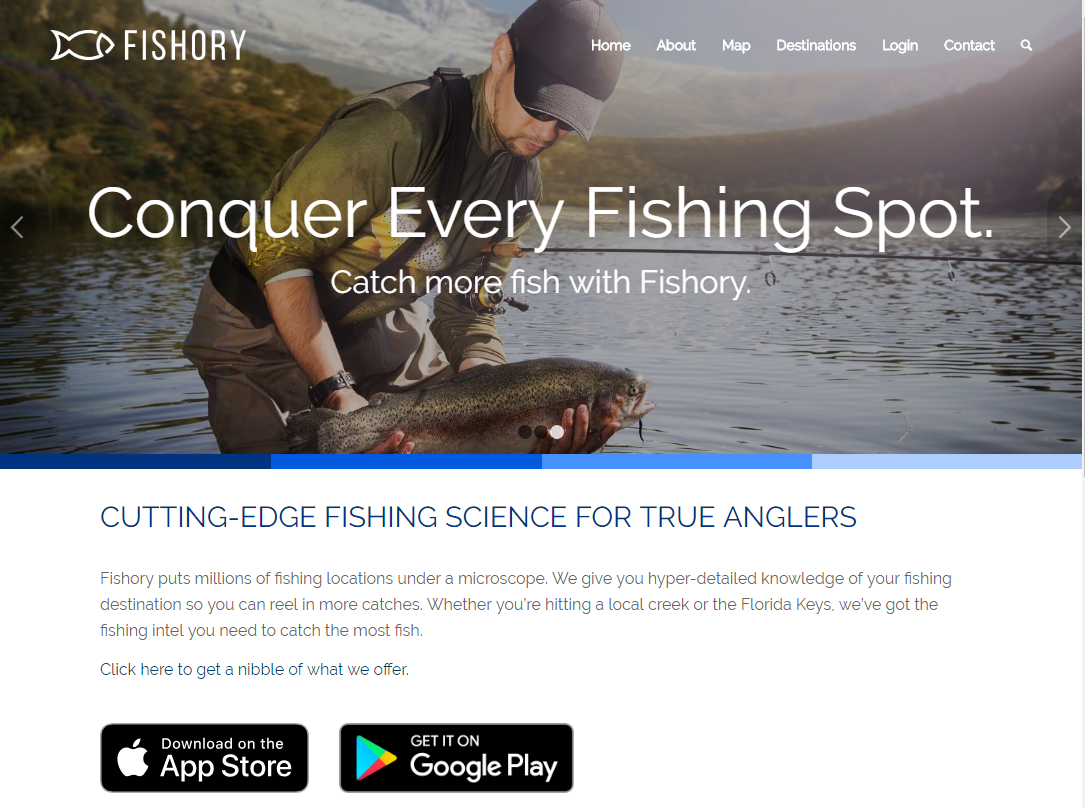 FISHORY
Home About Map Destinations Login Contact
Conquer Every Fishing Spot.
Catch more fish with Fishory.
CUTTING-EDGE FISHING SCIENCE FOR TRUE ANGLERS
Fishory puts millions of fishing locations under a microscope. We give you hyper-detailed knowledge of your fishing
destination so you can reel in more catches. Whether you're hitting a local creek or the Florida Keys, we've got the
fishing intel you need to catch the most fish.
Click here to get a nibble of what we offer.
Download on the
App Store
GET IT ON
Google Play